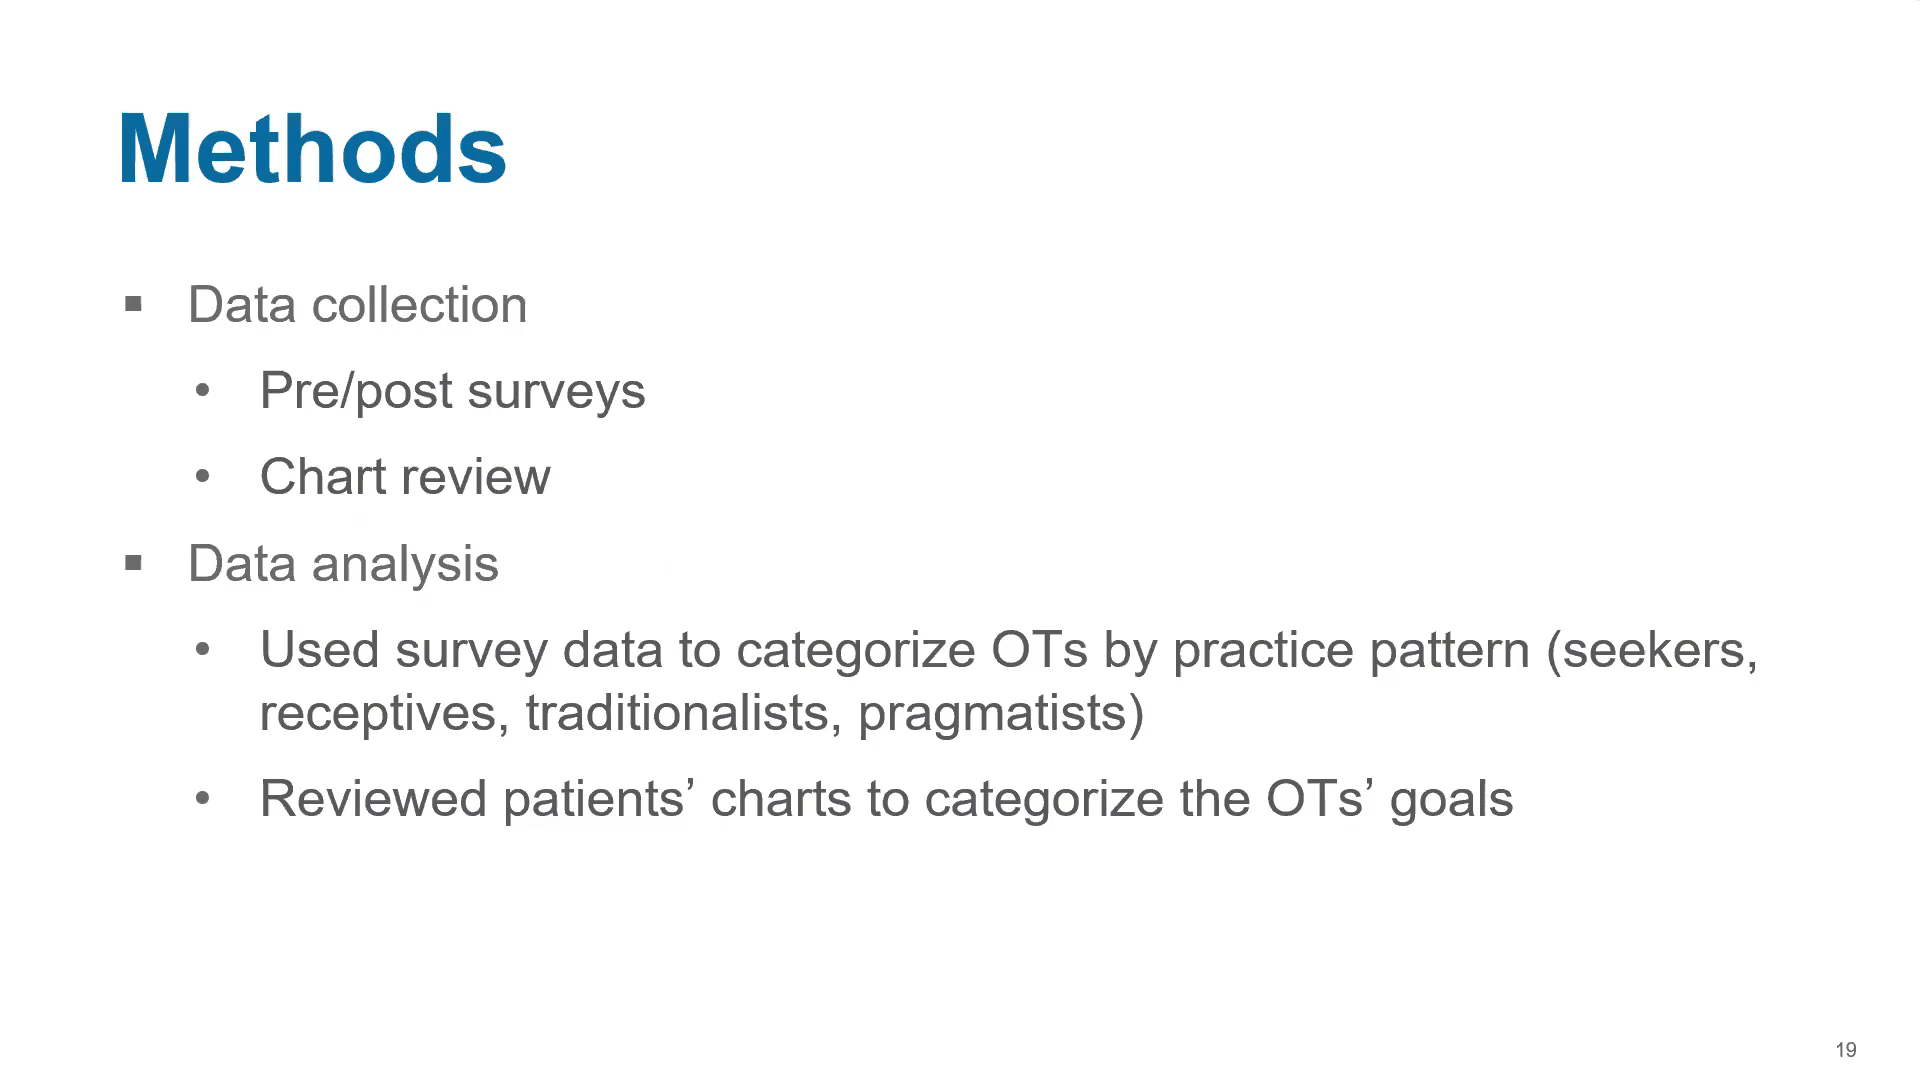 Methods
▪ Data collection
• Pre/post surveys
• Chart review
▪ Data analysis
• Used survey data to categorize OTs by practice pattern (seekers,
receptives, traditionalists, pragmatists)
• Reviewed patients’ charts to categorize the OTs’ goals
19